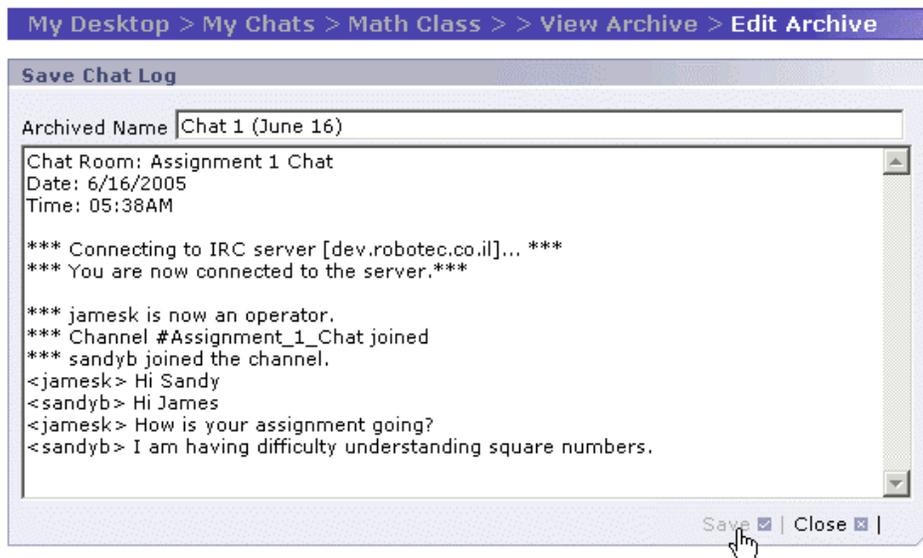 My Desktop > My Chats > Math Class > > View Archive > Edit Archive
Save Chat Log
Archived Name Chat 1 (June 16)
Chat Room: Assignment 1 Chat
Date: 6/16/2005
Time: 05:38AM
*** Connecting to IRC server [dev.robotec.co.il]... ***
*** You are now connected to the server.***
*** jamesk is now an operator.
*** Channel #Assignment_1_Chat joined
*** sandyb joined the channel.
<jamesk> Hi Sandy
<sandyb> Hi James
<jamesk> How is your assignment going?
<sandyb> I am having difficulty understanding square numbers.
Save | Close |